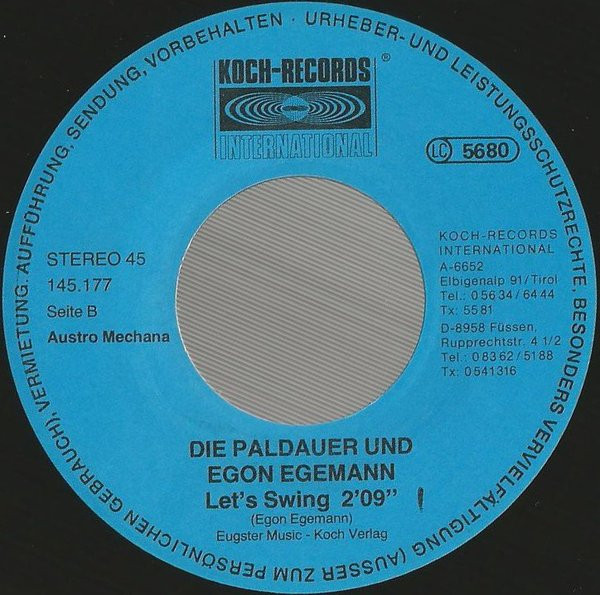 URHEBER- UND LEISTUNGSSCHUTZRECHTE, BESONDERS VERVIELFÄLTIGUNG (AUSSER ZUM PERSÖNLICHEN GEBRAUCH), VERMIETUNG. AUFFÜHRUNG, SENDUNG, VORBEHALTEN ·
KOCH-RECORDS®
INTERNATIONAL
LC 5680
STEREO 45
145.177
Seite B
Austro Mechana
KOCH-RECORDS
INTERNATIONAL
A-6652
Elbigenalp 91/Tirol
Tel.: 0 56 34 / 64 44
Tx: 55 81
D-8958 Füssen,
Rupprechtstr. 4 1/2
Tel.: 0 83 62 / 51 88
Tx: 0 541316
DIE PALDAUER UND
EGON EGEMANN
Let's Swing 2'09"
(Egon Egemann)
Eugster Music - Koch Verlag